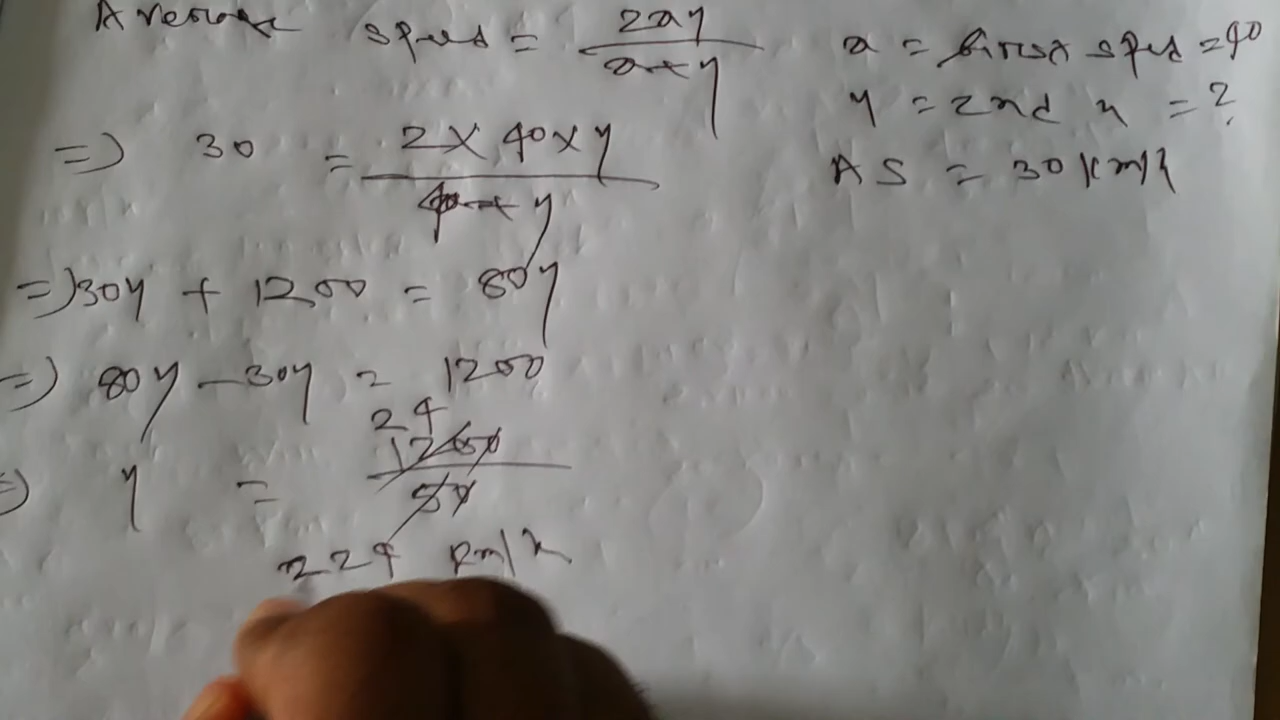 Average speed = 2xy / x+y
x = first speed = 40
y = 2nd " = ?
AS = 30 km/h
=) 30 = 2 X 40 x y / 40 + y
=) 30y + 1200 = 80y
=) 80y - 30y = 1200
24
=) y = 1200 / 50
= 24 km/h